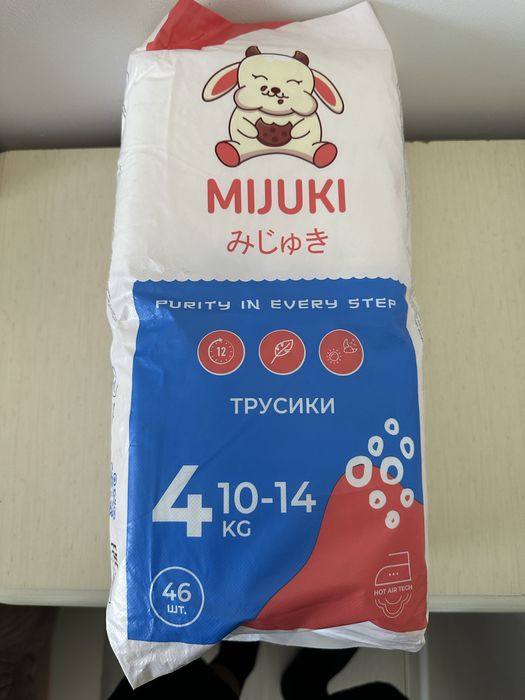 MIJUKI
みじゅき
PURITY IN EVERY STEP
12
ТРУСИКИ
4 10-14
KG
46
шт.
HOT AIR TECH